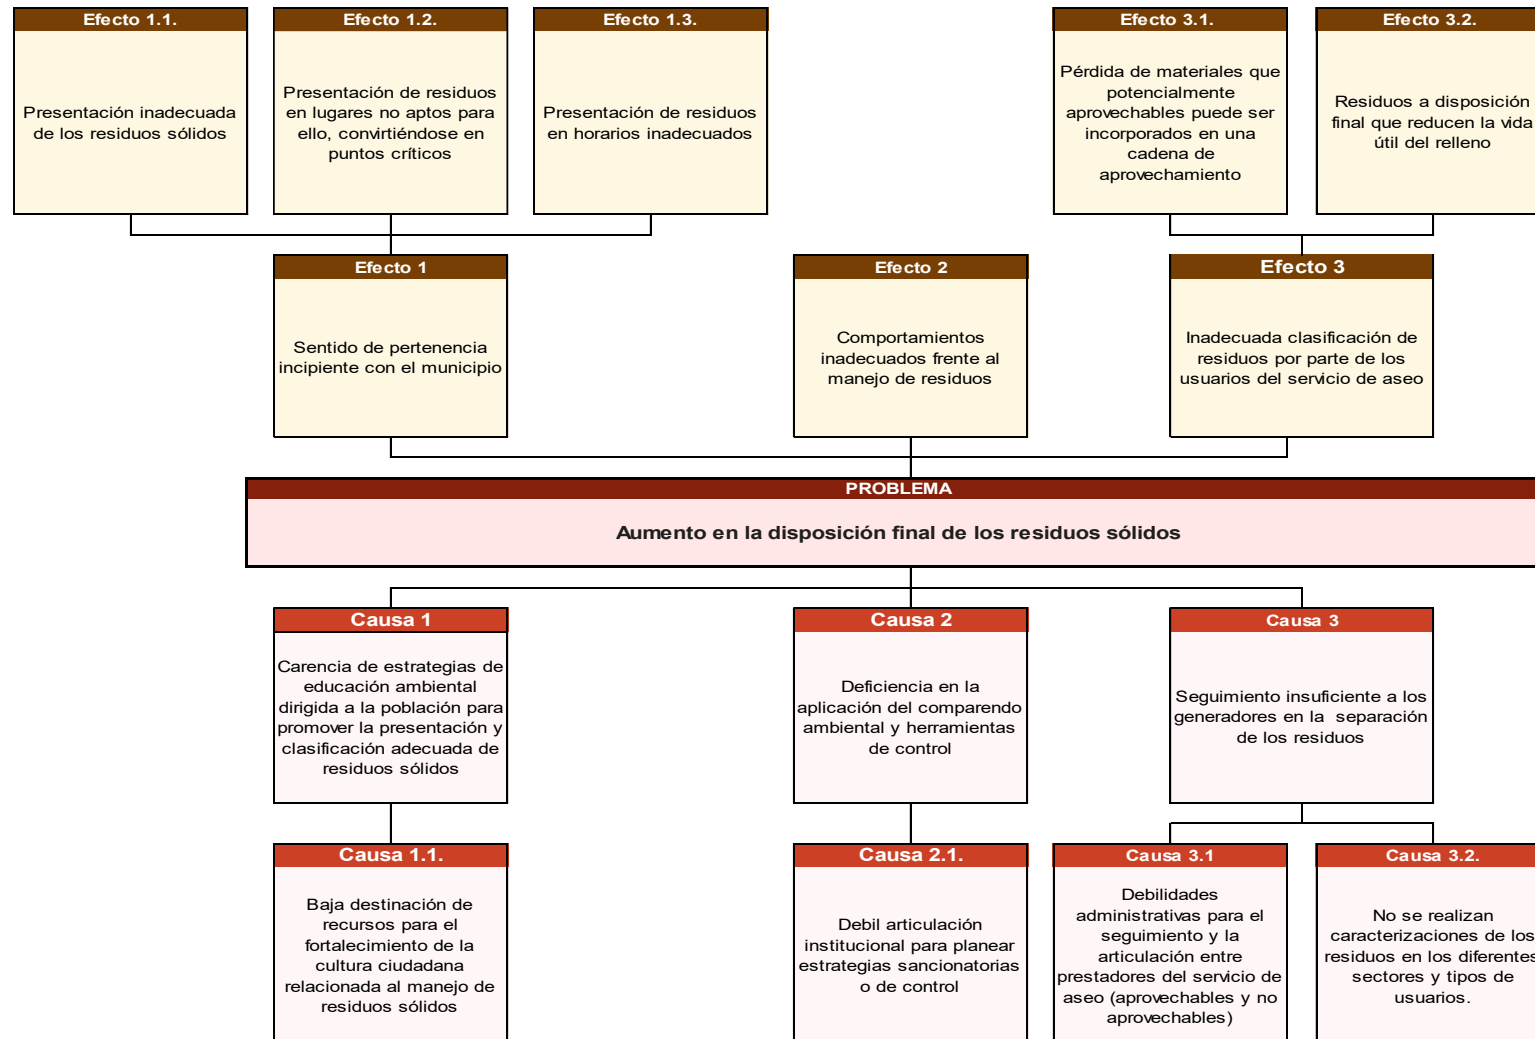 Efecto 1.1.
Presentación inadecuada
de los residuos sólidos
Efecto 1.2.
Presentación de residuos
en lugares no aptos para
ello, convirtiéndose en
puntos críticos
Efecto 1.3.
Presentación de residuos
en horarios inadecuados
Efecto 3.1.
Pérdida de materiales que
potencialmente
aprovechables puede ser
incorporados en una
cadena de
aprovechamiento
Efecto 3.2.
Residuos a disposición
final que reducen la vida
útil del relleno
Efecto 1
Sentido de pertenencia
incipiente con el municipio
Efecto 2
Comportamientos
inadecuados frente al
manejo de residuos
Efecto 3
Inadecuada clasificación de
residuos por parte de los
usuarios del servicio de aseo
PROBLEMA
Aumento en la disposición final de los residuos sólidos
Causa 1
Carencia de estrategias de
educación ambiental
dirigida a la población para
promover la presentación y
clasificación adecuada de
residuos sólidos
Causa 2
Deficiencia en la
aplicación del comparendo
ambiental y herramientas
de control
Causa 3
Seguimiento insuficiente a los
generadores en la separación
de los residuos
Causa 1.1.
Baja destinación de
recursos para el
fortalecimiento de la
cultura ciudadana
relacionada al manejo de
residuos sólidos
Causa 2.1.
Debil articulación
institucional para planear
estrategias sancionatorias
o de control
Causa 3.1
Debilidades
administrativas para el
seguimiento y la
articulación entre
prestadores del servicio de
aseo (aprovechables y no
aprovechables)
Causa 3.2.
No se realizan
caracterizaciones de los
residuos en los diferentes
sectores y tipos de
usuarios.